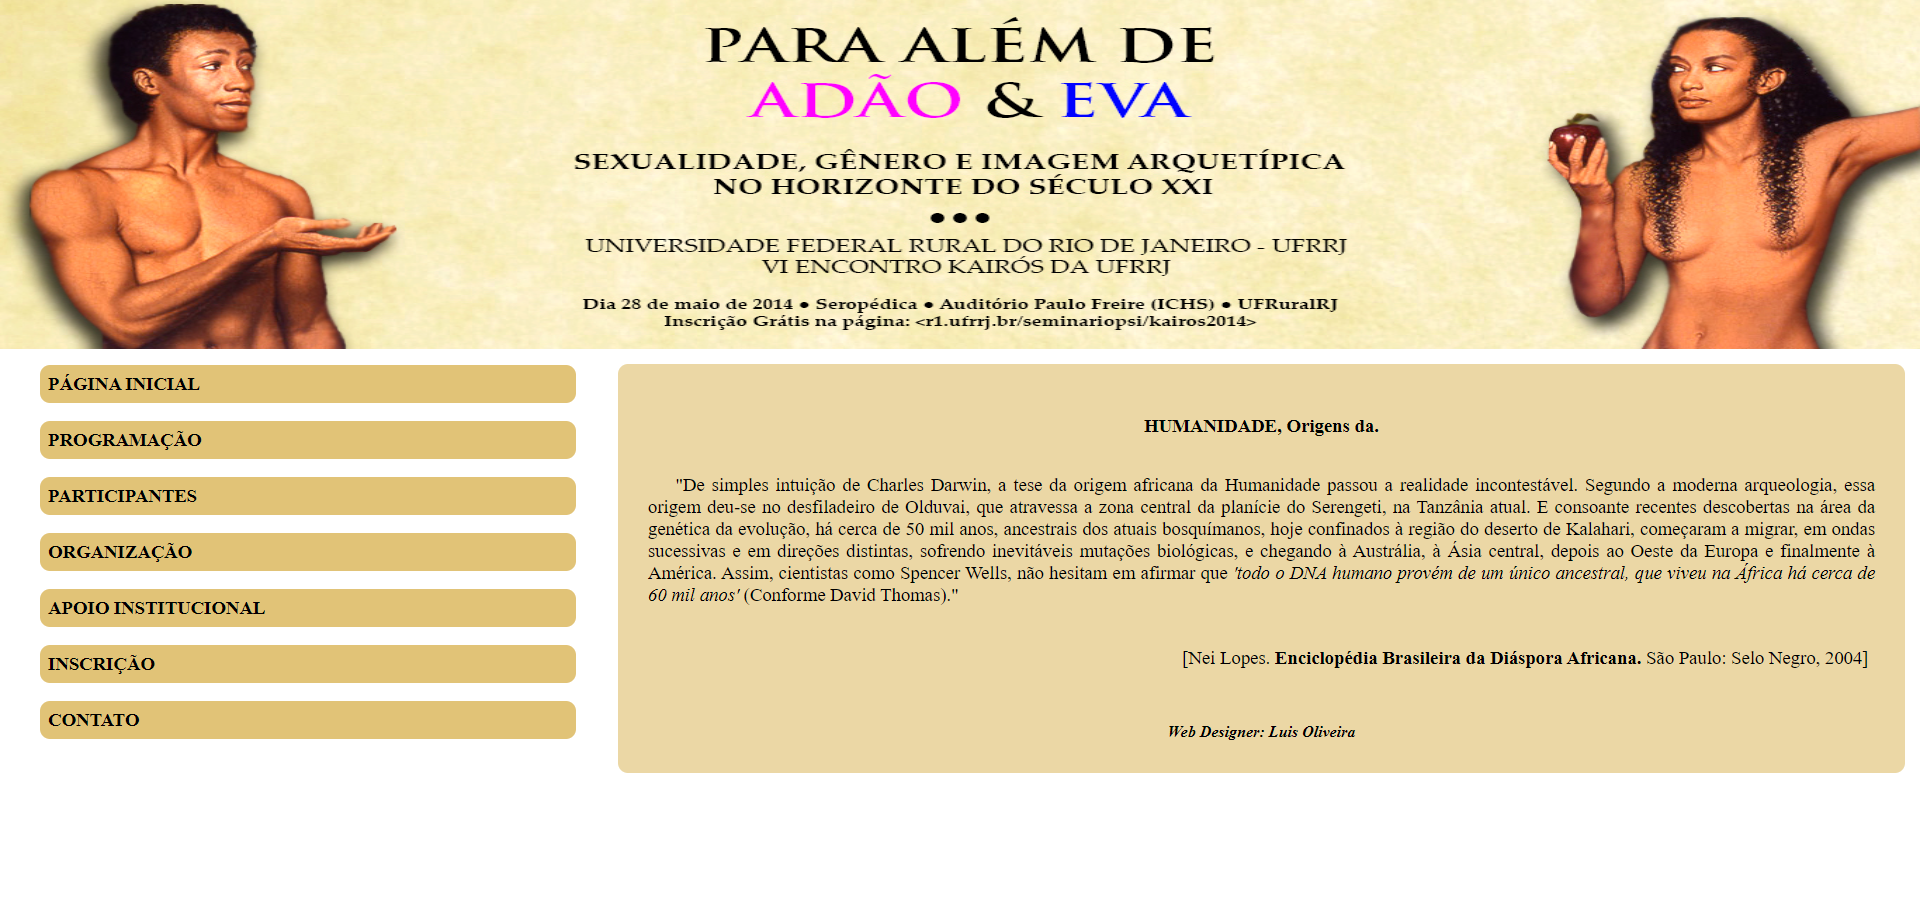 PARA ALÉM DE
ADÃO & EVA
SEXUALIDADE, GÊNERO E IMAGEM ARQUETÍPICA
NO HORIZONTE DO SÉCULO XXI
● ● ●
UNIVERSIDADE FEDERAL RURAL DO RIO DE JANEIRO - UFRRJ
VI ENCONTRO KAIRÓS DA UFRRJ
Dia 28 de maio de 2014 ● Seropédica ● Auditório Paulo Freire (ICHS) ● UFRuralRJ
Inscrição Grátis na página: <r1.ufrrj.br/seminariopsi/kairos2014>
PÁGINA INICIAL
PROGRAMAÇÃO
PARTICIPANTES
ORGANIZAÇÃO
APOIO INSTITUCIONAL
INSCRIÇÃO
CONTATO
HUMANIDADE, Origens da.
"De simples intuição de Charles Darwin, a tese da origem africana da Humanidade passou a realidade incontestável. Segundo a moderna arqueologia, essa
origem deu-se no desfiladeiro de Olduvai, que atravessa a zona central da planície do Serengeti, na Tanzânia atual. E consoante recentes descobertas na área da
genética da evolução, há cerca de 50 mil anos, ancestrais dos atuais bosquímanos, hoje confinados à região do deserto de Kalahari, começaram a migrar, em ondas
sucessivas e em direções distintas, sofrendo inevitáveis mutações biológicas, e chegando à Austrália, à Ásia central, depois ao Oeste da Europa e finalmente à
América. Assim, cientistas como Spencer Wells, não hesitam em afirmar que 'todo o DNA humano provém de um único ancestral, que viveu na África há cerca de
60 mil anos' (Conforme David Thomas)."
[Nei Lopes. Enciclopédia Brasileira da Diáspora Africana. São Paulo: Selo Negro, 2004]
Web Designer: Luis Oliveira